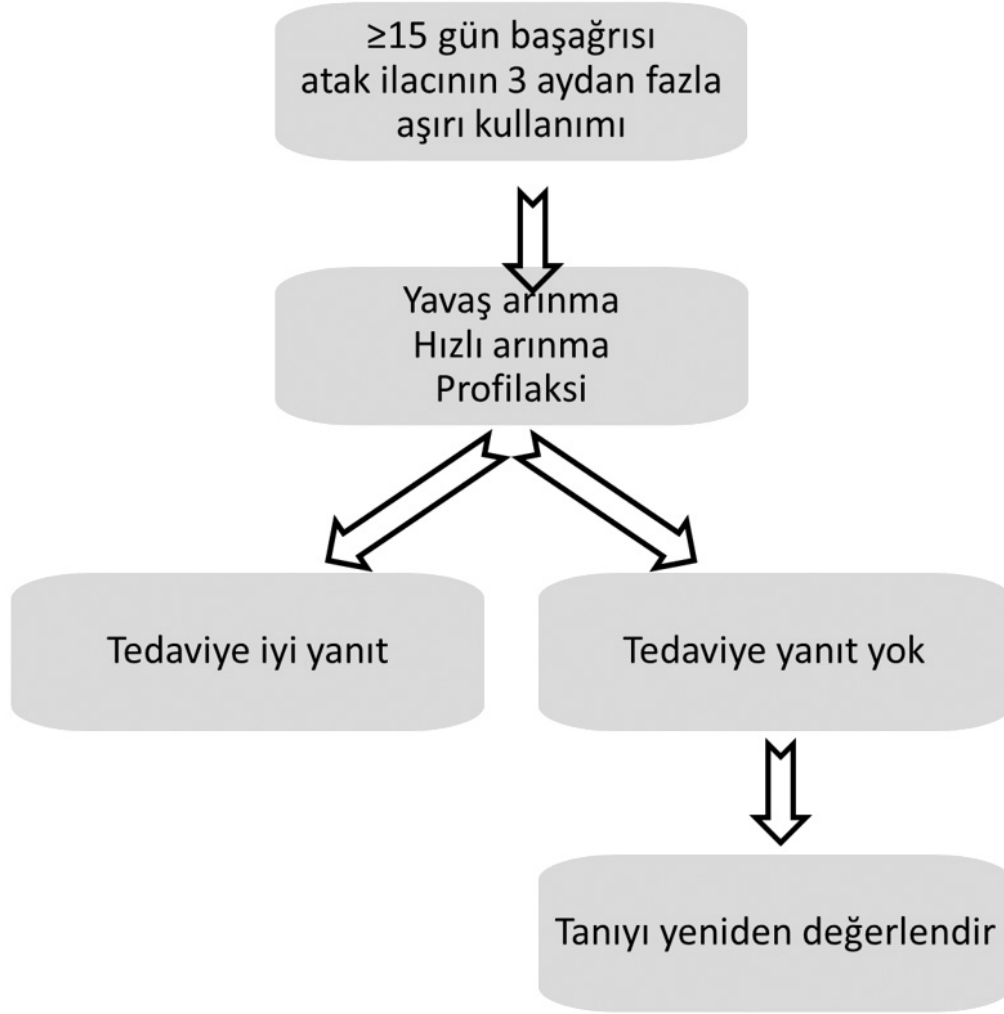 ≥15 gün başağrısı
atak ilacının 3 aydan fazla
aşırı kullanımı
Yavaş arınma
Hızlı arınma
Profilaksi
Tedaviye iyi yanıt
Tedaviye yanıt yok
Tanıyı yeniden değerlendir